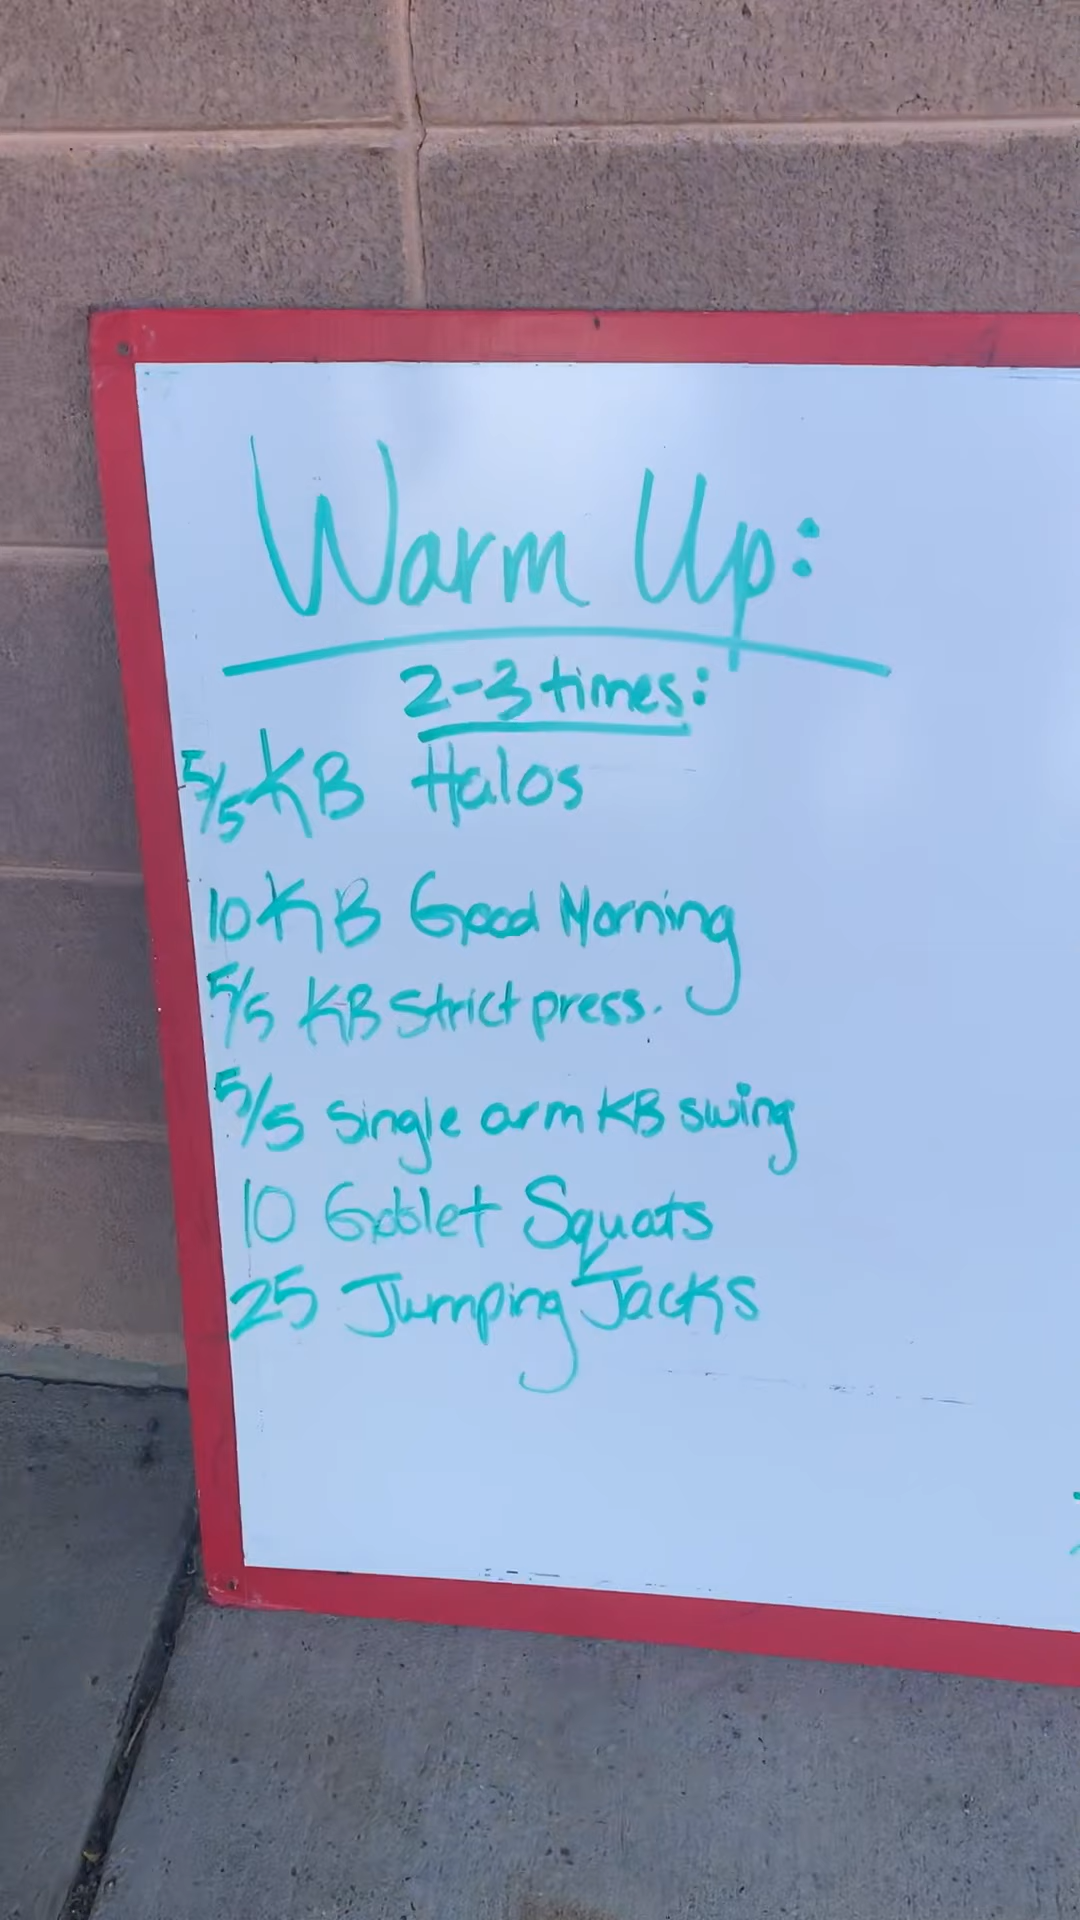 Warm Up:
2-3 times:
5/5 KB Halos
10 KB Good Morning
5/5 KB Strict press.
5/5 Single arm KB swing
10 Goblet Squats
25 Jumping Jacks